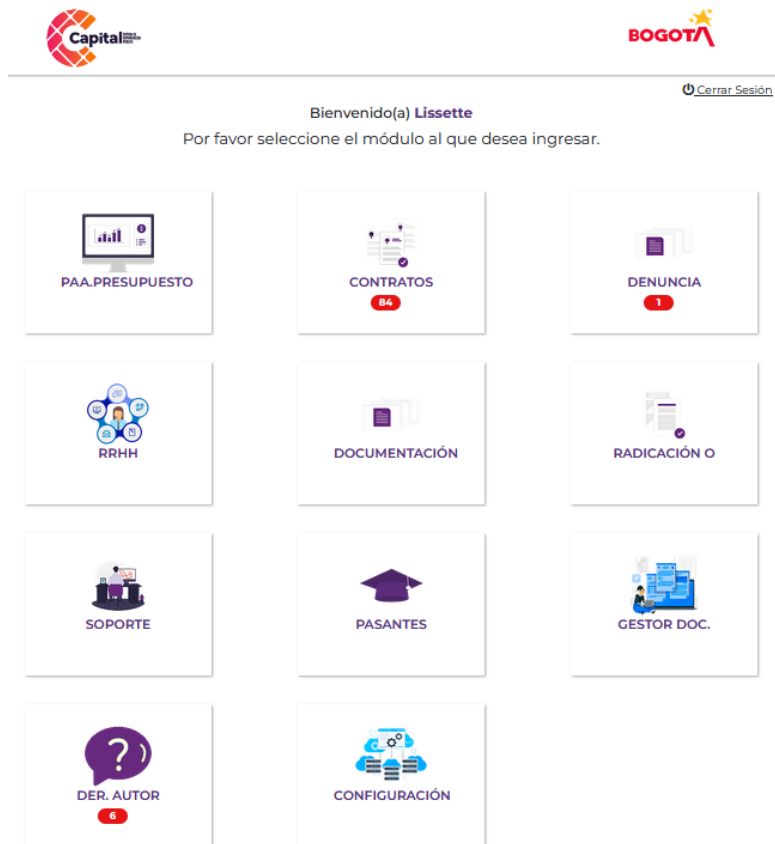 Capital
BOGOTA
Cerrar Sesión
Bienvenido(a) Lissette
Por favor seleccione el módulo al que desea ingresar.
PAA.PRESUPUESTO
CONTRATOS
84
DENUNCIA
1
RRHH
DOCUMENTACIÓN
RADICACIÓN O
SOPORTE
PASANTES
GESTOR DOC.
?
DER. AUTOR
6
CONFIGURACIÓN